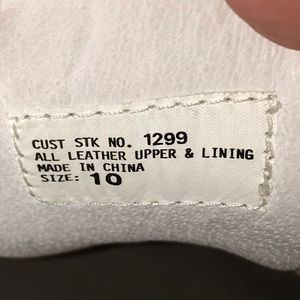 CUST STK NO. 1299
ALL LEATHER UPPER & LINING
MADE IN CHINA
SIZE: 10